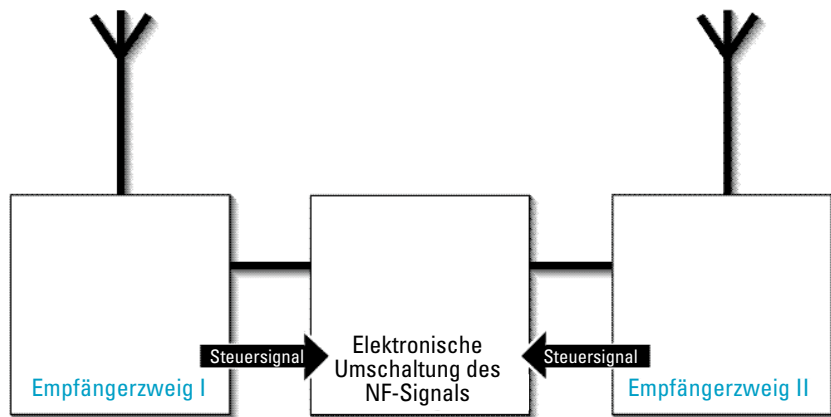 Steuersignal
Empfängerzweig I
Elektronische
Umschaltung des
NF-Signals
Steuersignal
Empfängerzweig II